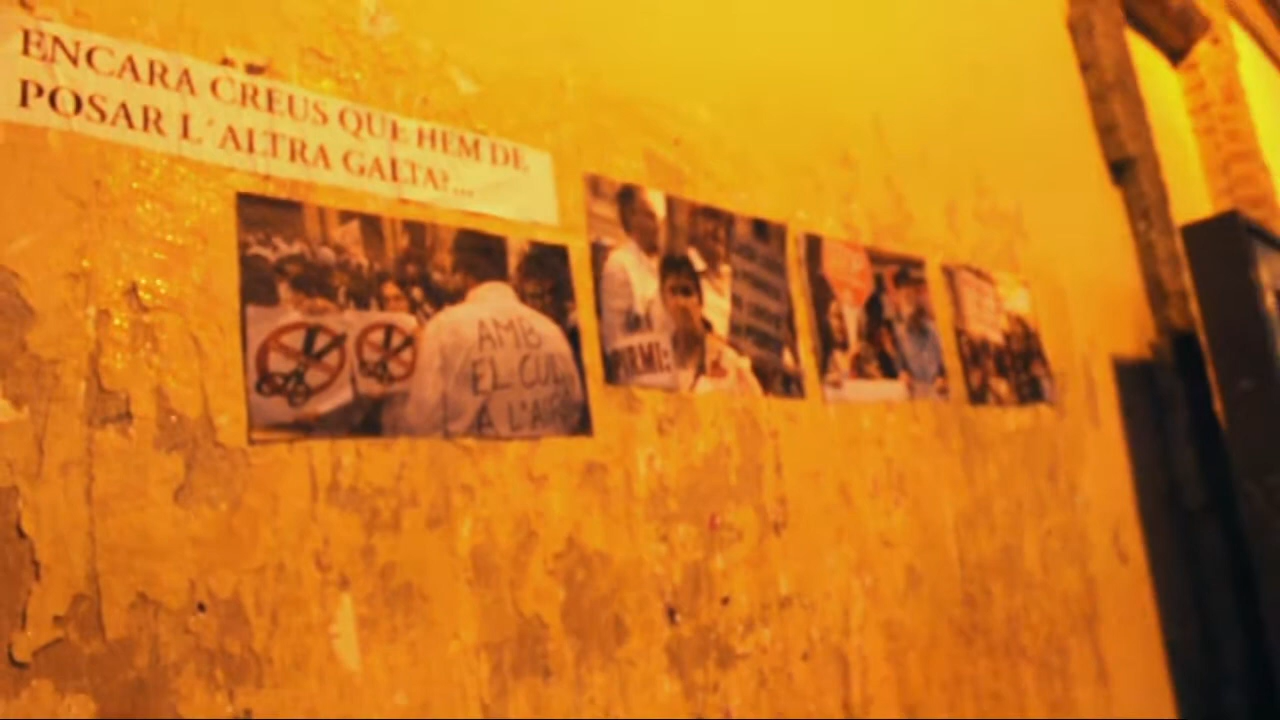 ENCARA CREUS QUE HEM DE
POSAR L'ALTRA GALTA?...
AMB
EL CUL
A L'AIRE